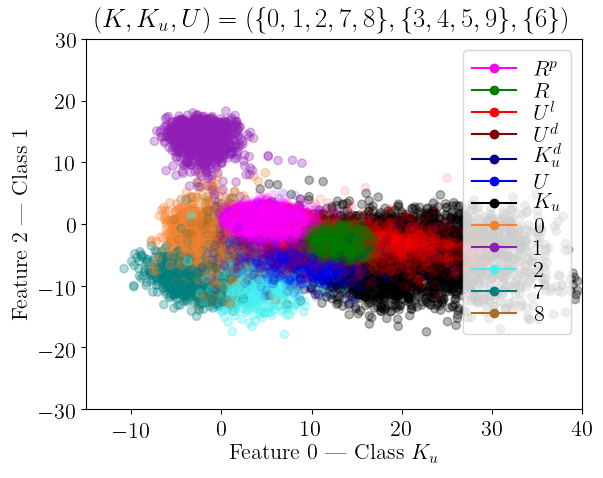 (K, K_u, U) = ({0, 1, 2, 7, 8}, {3, 4, 5, 9}, {6})
30
20
10
0
−10
−20
−30
Feature 2 — Class 1
R^p
R
U^l
U^d
K_u^d
U
K_u
0
1
2
7
8
−10
0
10
20
30
40
Feature 0 — Class K_u